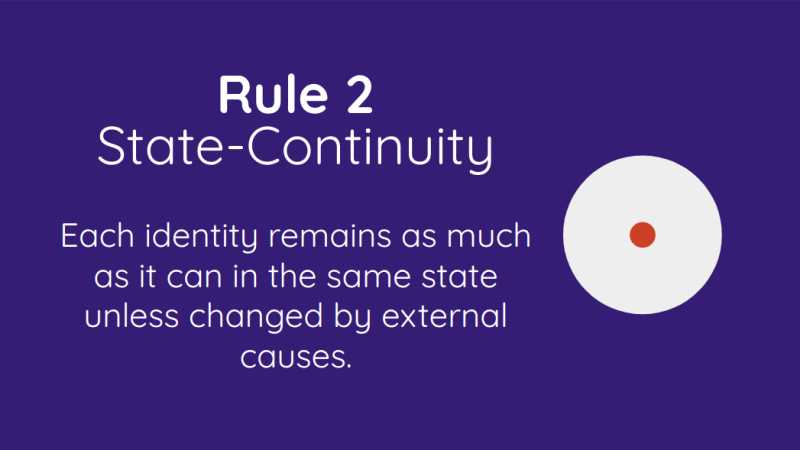 Rule 2
State-Continuity
Each identity remains as much
as it can in the same state
unless changed by external
causes.